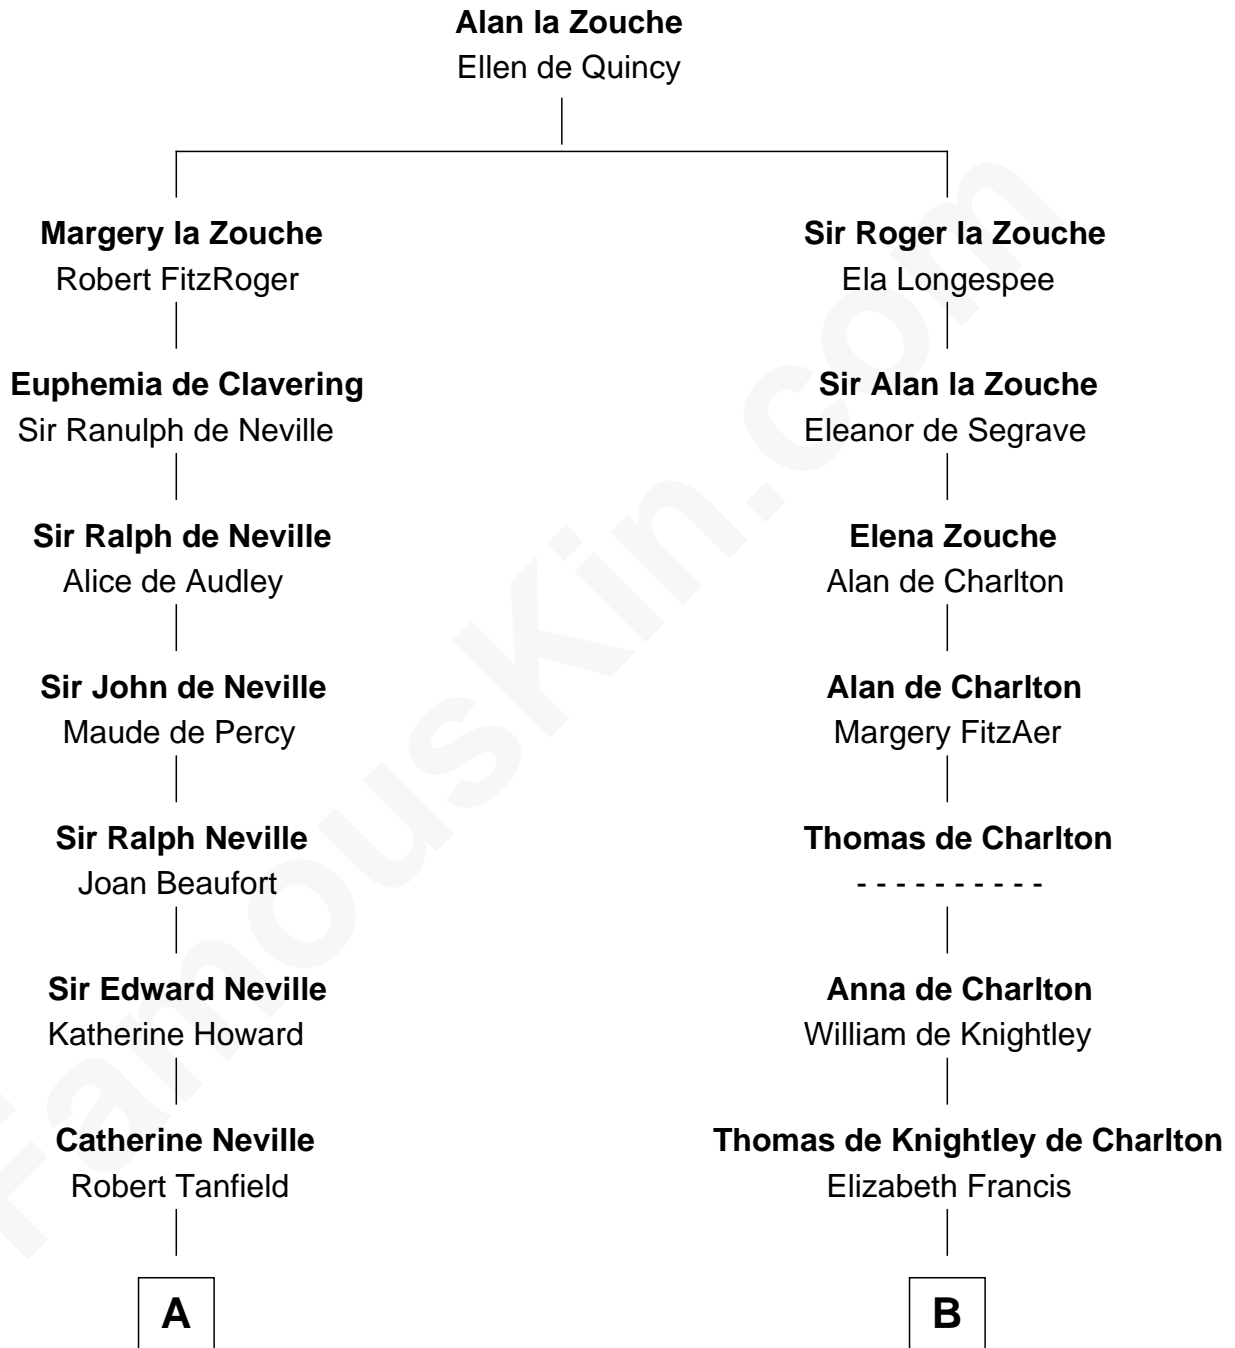 Alan la Zouche
Ellen de Quincy
Margery la Zouche
Robert FitzRoger
Euphemia de Clavering
Sir Ranulph de Neville
Sir Ralph de Neville
Alice de Audley
Sir John de Neville
Maude de Percy
Sir Ralph Neville
Joan Beaufort
Sir Edward Neville
Katherine Howard
Catherine Neville
Robert Tanfield
A
Sir Roger la Zouche
Ela Longespee
Sir Alan la Zouche
Eleanor de Segrave
Elena Zouche
Alan de Charlton
Alan de Charlton
Margery FitzAer
Thomas de Charlton
- - - - - - - - - -
Anna de Charlton
William de Knightley
Thomas de Knightley de Charlton
Elizabeth Francis
B
FamousKin.com